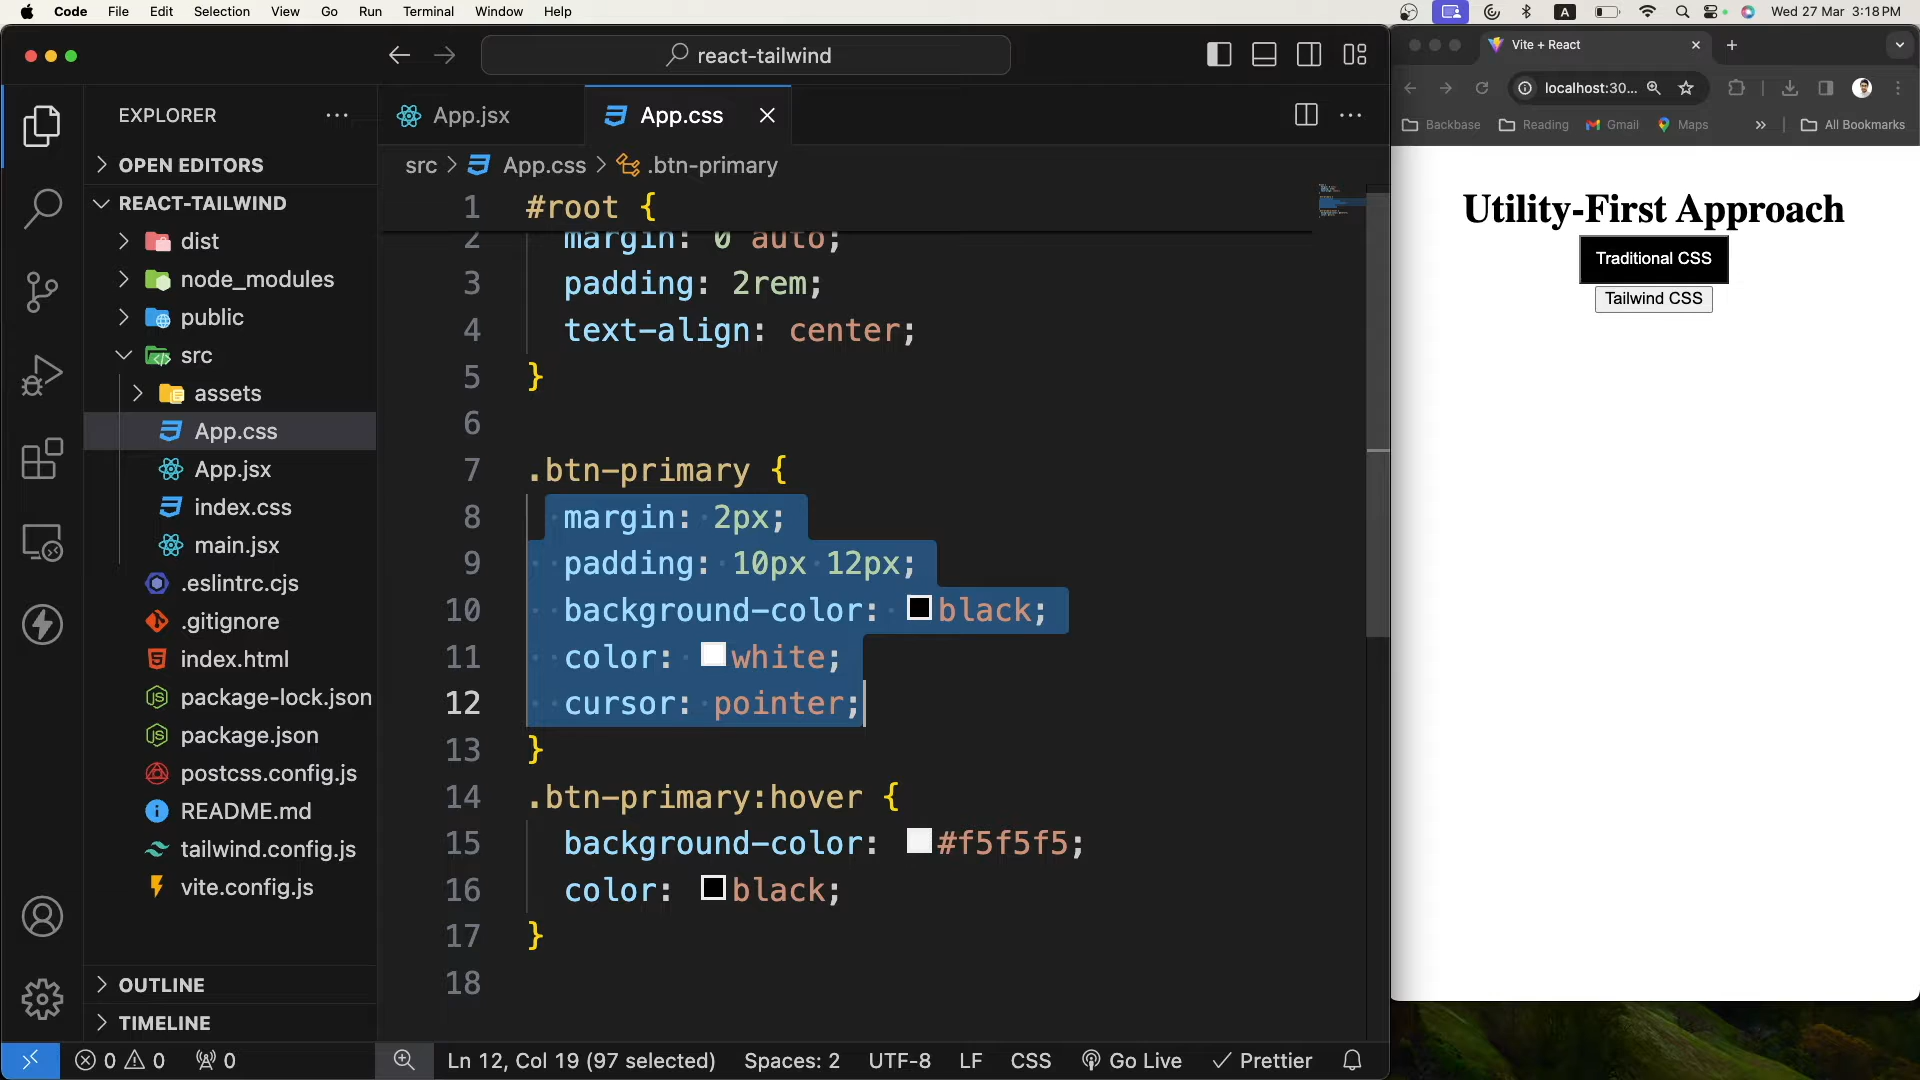 Code File Edit Selection View Go Run Terminal Window Help
A Wed 27 Mar 3:18 PM
react-tailwind
Vite + React
localhost:30...
Backbase Reading Gmail Maps » All Bookmarks
EXPLORER
OPEN EDITORS
REACT-TAILWIND
dist
node_modules
public
src
assets
App.css
App.jsx
index.css
main.jsx
.eslintrc.cjs
.gitignore
index.html
package-lock.json
package.json
postcss.config.js
README.md
tailwind.config.js
vite.config.js
OUTLINE
TIMELINE
App.jsx App.css
src > App.css > .btn-primary
1 #root {
2 margin: 0 auto;
3 padding: 2rem;
4 text-align: center;
5 }
6
7 .btn-primary {
8 margin: 2px;
9 padding: 10px 12px;
10 background-color: black;
11 color: white;
12 cursor: pointer;
13 }
14 .btn-primary:hover {
15 background-color: #f5f5f5;
16 color: black;
17 }
18
Utility-First Approach
Traditional CSS
Tailwind CSS
0 0 0 Ln 12, Col 19 (97 selected) Spaces: 2 UTF-8 LF CSS Go Live Prettier